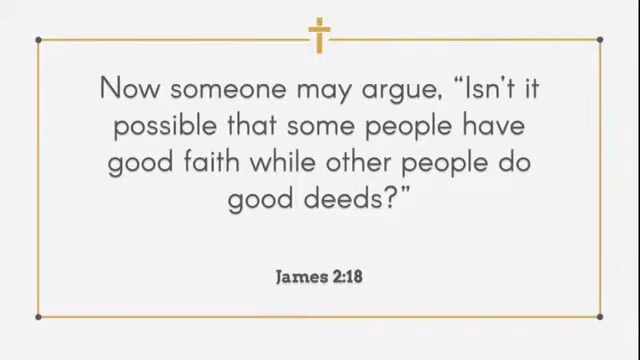 Now someone may argue, “Isn’t it
possible that some people have
good faith while other people do
good deeds?”
James 2:18